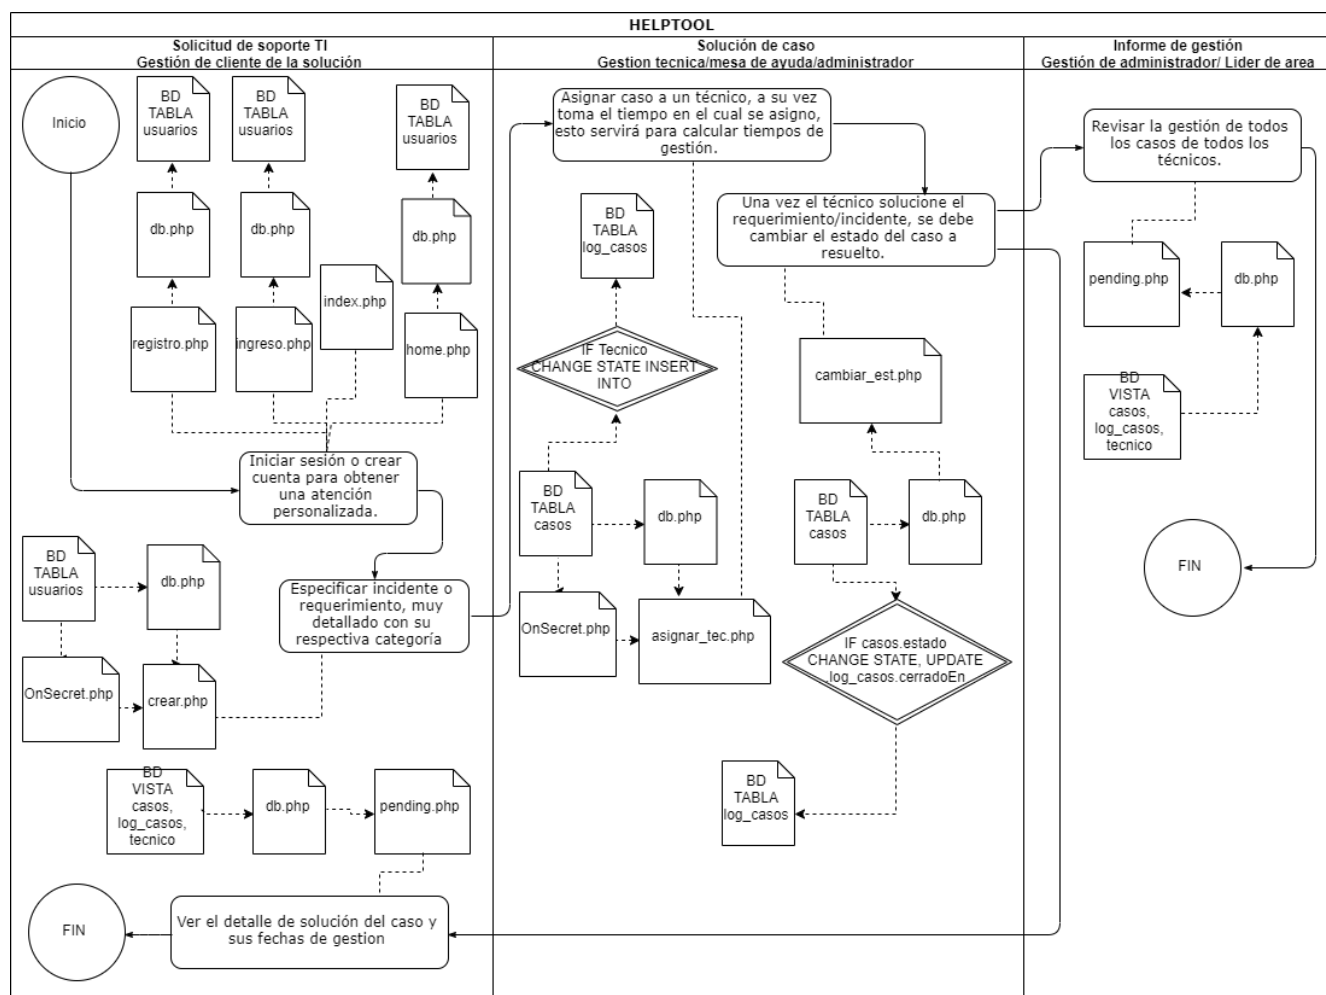 HELPTOOL
Solicitud de soporte TI
Gestión de cliente de la solución
Solución de caso
Gestion tecnica/mesa de ayuda/administrador
Informe de gestión
Gestión de administrador/ Lider de area
Inicio
BD
TABLA
usuarios
BD
TABLA
usuarios
BD
TABLA
usuarios
db.php
db.php
db.php
registro.php
ingreso.php
index.php
home.php
Iniciar sesión o crear
cuenta para obtener
una atención
personalizada.
BD
TABLA
usuarios
db.php
Especificar incidente o
requerimiento, muy
detallado con su
respectiva categoría
OnSecret.php
crear.php
BD
VISTA
casos,
log_casos,
tecnico
db.php
pending.php
FIN
Ver el detalle de solución del caso y
sus fechas de gestion
Asignar caso a un técnico, a su vez
toma el tiempo en el cual se asigno,
esto servirá para calcular tiempos de
gestión.
BD
TABLA
log_casos
Una vez el técnico solucione el
requerimiento/incidente, se debe
cambiar el estado del caso a
resuelto.
IF Tecnico
CHANGE STATE INSERT
INTO
cambiar_est.php
BD
TABLA
casos
db.php
BD
TABLA
casos
db.php
OnSecret.php
asignar_tec.php
IF casos.estado
CHANGE STATE, UPDATE
log_casos.cerradoEn
BD
TABLA
log_casos
Revisar la gestión de todos
los casos de todos los
técnicos.
pending.php
db.php
BD
VISTA
casos,
log_casos,
tecnico
FIN